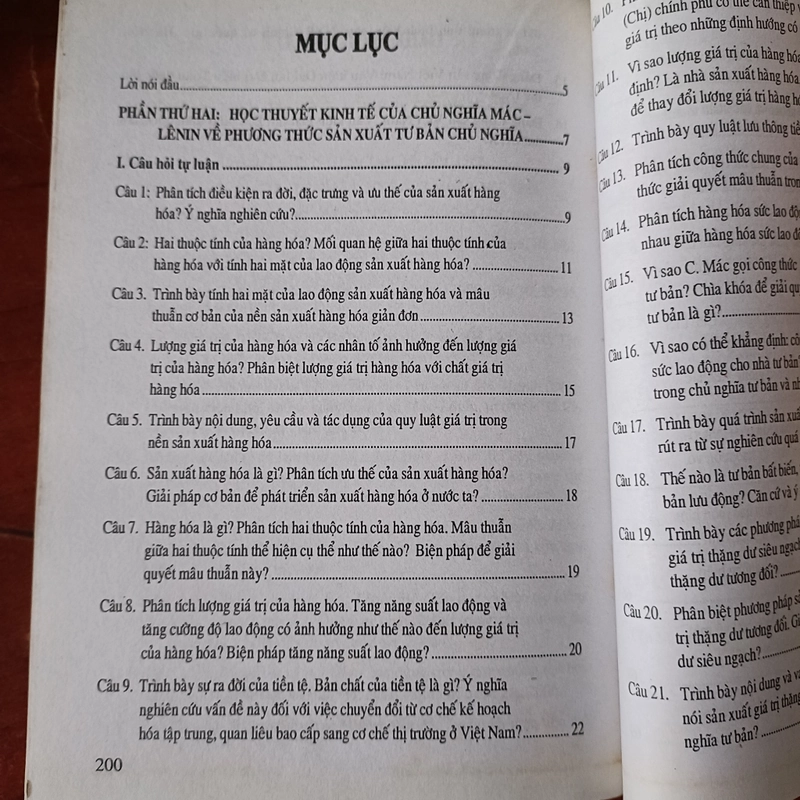 MỤC LỤC
Lời nói đầu........5
PHẦN THỨ HAI: HỌC THUYẾT KINH TẾ CỦA CHỦ NGHĨA MÁC –
LÊNIN VỀ PHƯƠNG THỨC SẢN XUẤT TƯ BẢN CHỦ NGHĨA........7
I. Câu hỏi tự luận ........ 9
Câu 1: Phân tích điều kiện ra đời, đặc trưng và ưu thế của sản xuất hàng
hóa? Ý nghĩa nghiên cứu?........9
Câu 2: Hai thuộc tính của hàng hóa? Mối quan hệ giữa hai thuộc tính của
hàng hóa với tính hai mặt của lao động sản xuất hàng hóa? ........ 11
Câu 3. Trình bày tính hai mặt của lao động sản xuất hàng hóa và mâu
thuẫn cơ bản của nền sản xuất hàng hóa giản đơn ........ 13
Câu 4. Lượng giá trị của hàng hóa và các nhân tố ảnh hưởng đến lượng giá
trị của hàng hóa? Phân biệt lượng giá trị hàng hóa với chất giá trị
hàng hóa ........ 15
Câu 5. Trình bày nội dung, yêu cầu và tác dụng của quy luật giá trị trong
nền sản xuất hàng hóa ........ 17
Câu 6. Sản xuất hàng hóa là gì? Phân tích ưu thế của sản xuất hàng hóa?
Giải pháp cơ bản để phát triển sản xuất hàng hóa ở nước ta? ........ 18
Câu 7. Hàng hóa là gì? Phân tích hai thuộc tính của hàng hóa. Mâu thuẫn
giữa hai thuộc tính thể hiện cụ thể như thế nào? Biện pháp để giải
quyết mâu thuẫn này? ........ 19
Câu 8. Phân tích lượng giá trị của hàng hóa. Tăng năng suất lao động và
tăng cường độ lao động có ảnh hưởng như thế nào đến lượng giá trị
của hàng hóa? Biện pháp tăng năng suất lao động? ........ 20
Câu 9. Trình bày sự ra đời của tiền tệ. Bản chất của tiền tệ là gì? Ý nghĩa
nghiên cứu vấn đề này đối với việc chuyển đổi từ cơ chế kế hoạch
hóa tập trung, quan liêu bao cấp sang cơ chế thị trường ở Việt Nam? ........ 22
200
Câu 10.
(Chị) chính phủ có thể can thiệp
giá trị theo những định hướng có
Câu 11. Vì sao lượng giá trị của hàng hóa
định? Là nhà sản xuất hàng hóa
để thay đổi lượng giá trị hàng
Câu 12. Trình bày quy luật lưu thông tiền
Câu 13. Phân tích công thức chung của
thức giải quyết mâu thuẫn
Câu 14. Phân tích hàng hóa sức lao
nhau giữa hàng hóa sức lao
Câu 15. Vì sao C. Mác gọi công thức
tư bản? Chìa khóa để giải
tư bản là gì?
Câu 16. Vì sao có thể khẳng định:
sức lao động cho nhà tư bản
trong chủ nghĩa tư bản và
Câu 17. Trình bày quá trình sản
rút ra từ sự nghiên cứu quá
Câu 18. Thế nào là tư bản bất biến,
bản lưu động? Căn cứ và ý
Câu 19. Trình bày các phương
giá trị thặng dư siêu ngạch
thặng dư tương đối?
Câu 20. Phân biệt phương pháp
trị thặng dư tương đối.
dư siêu ngạch?
Câu 21. Trình bày nội dung và
nói sản xuất giá trị
nghĩa tư bản?